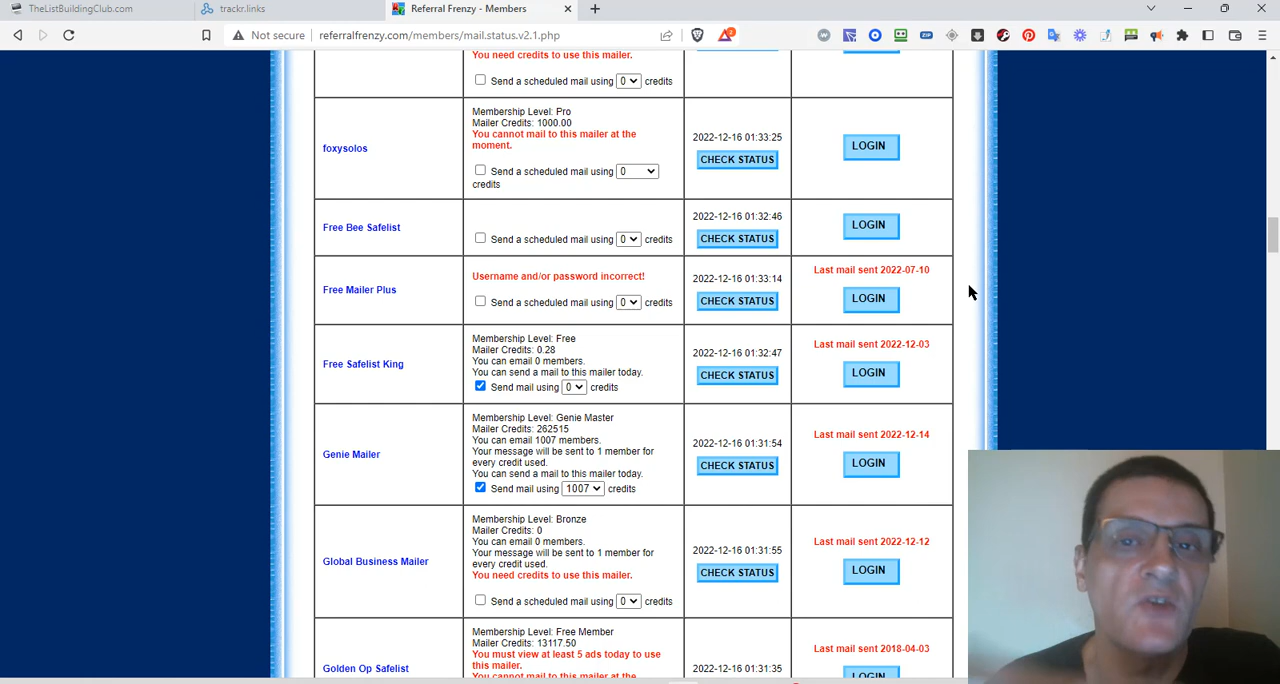 TheListBuildingClub.com
trackr.links
Referral Frenzy - Members
Not secure
referralfrenzy.com/members/mail.status.v2.1.php
You need credits to use this mailer.
Send a scheduled mail using 0 credits
foxysolos
Membership Level: Pro
Mailer Credits: 1000.00
You cannot mail to this mailer at the
moment.
Send a scheduled mail using 0
credits
2022-12-16 01:33:25
CHECK STATUS
LOGIN
Free Bee Safelist
Send a scheduled mail using 0 credits
2022-12-16 01:32:46
CHECK STATUS
LOGIN
Free Mailer Plus
Username and/or password incorrect!
Send a scheduled mail using 0 credits
2022-12-16 01:33:14
CHECK STATUS
Last mail sent 2022-07-10
LOGIN
Free Safelist King
Membership Level: Free
Mailer Credits: 0.28
You can email 0 members.
You can send a mail to this mailer today.
Send mail using 0 credits
2022-12-16 01:32:47
CHECK STATUS
Last mail sent 2022-12-03
LOGIN
Genie Mailer
Membership Level: Genie Master
Mailer Credits: 262515
You can email 1007 members.
Your message will be sent to 1 member for
every credit used.
You can send a mail to this mailer today.
Send mail using 1007 credits
2022-12-16 01:31:54
CHECK STATUS
Last mail sent 2022-12-14
LOGIN
Global Business Mailer
Membership Level: Bronze
Mailer Credits: 0
You can email 0 members.
Your message will be sent to 1 member for
every credit used.
You need credits to use this mailer.
Send a scheduled mail using 0 credits
2022-12-16 01:31:55
CHECK STATUS
Last mail sent 2022-12-12
LOGIN
Golden Op Safelist
Membership Level: Free Member
Mailer Credits: 13117.50
You must view at least 5 ads today to use
this mailer.
You cannot mail to this mailer at the
2022-12-16 01:31:35
Last mail sent 2018-04-03
LOGIN